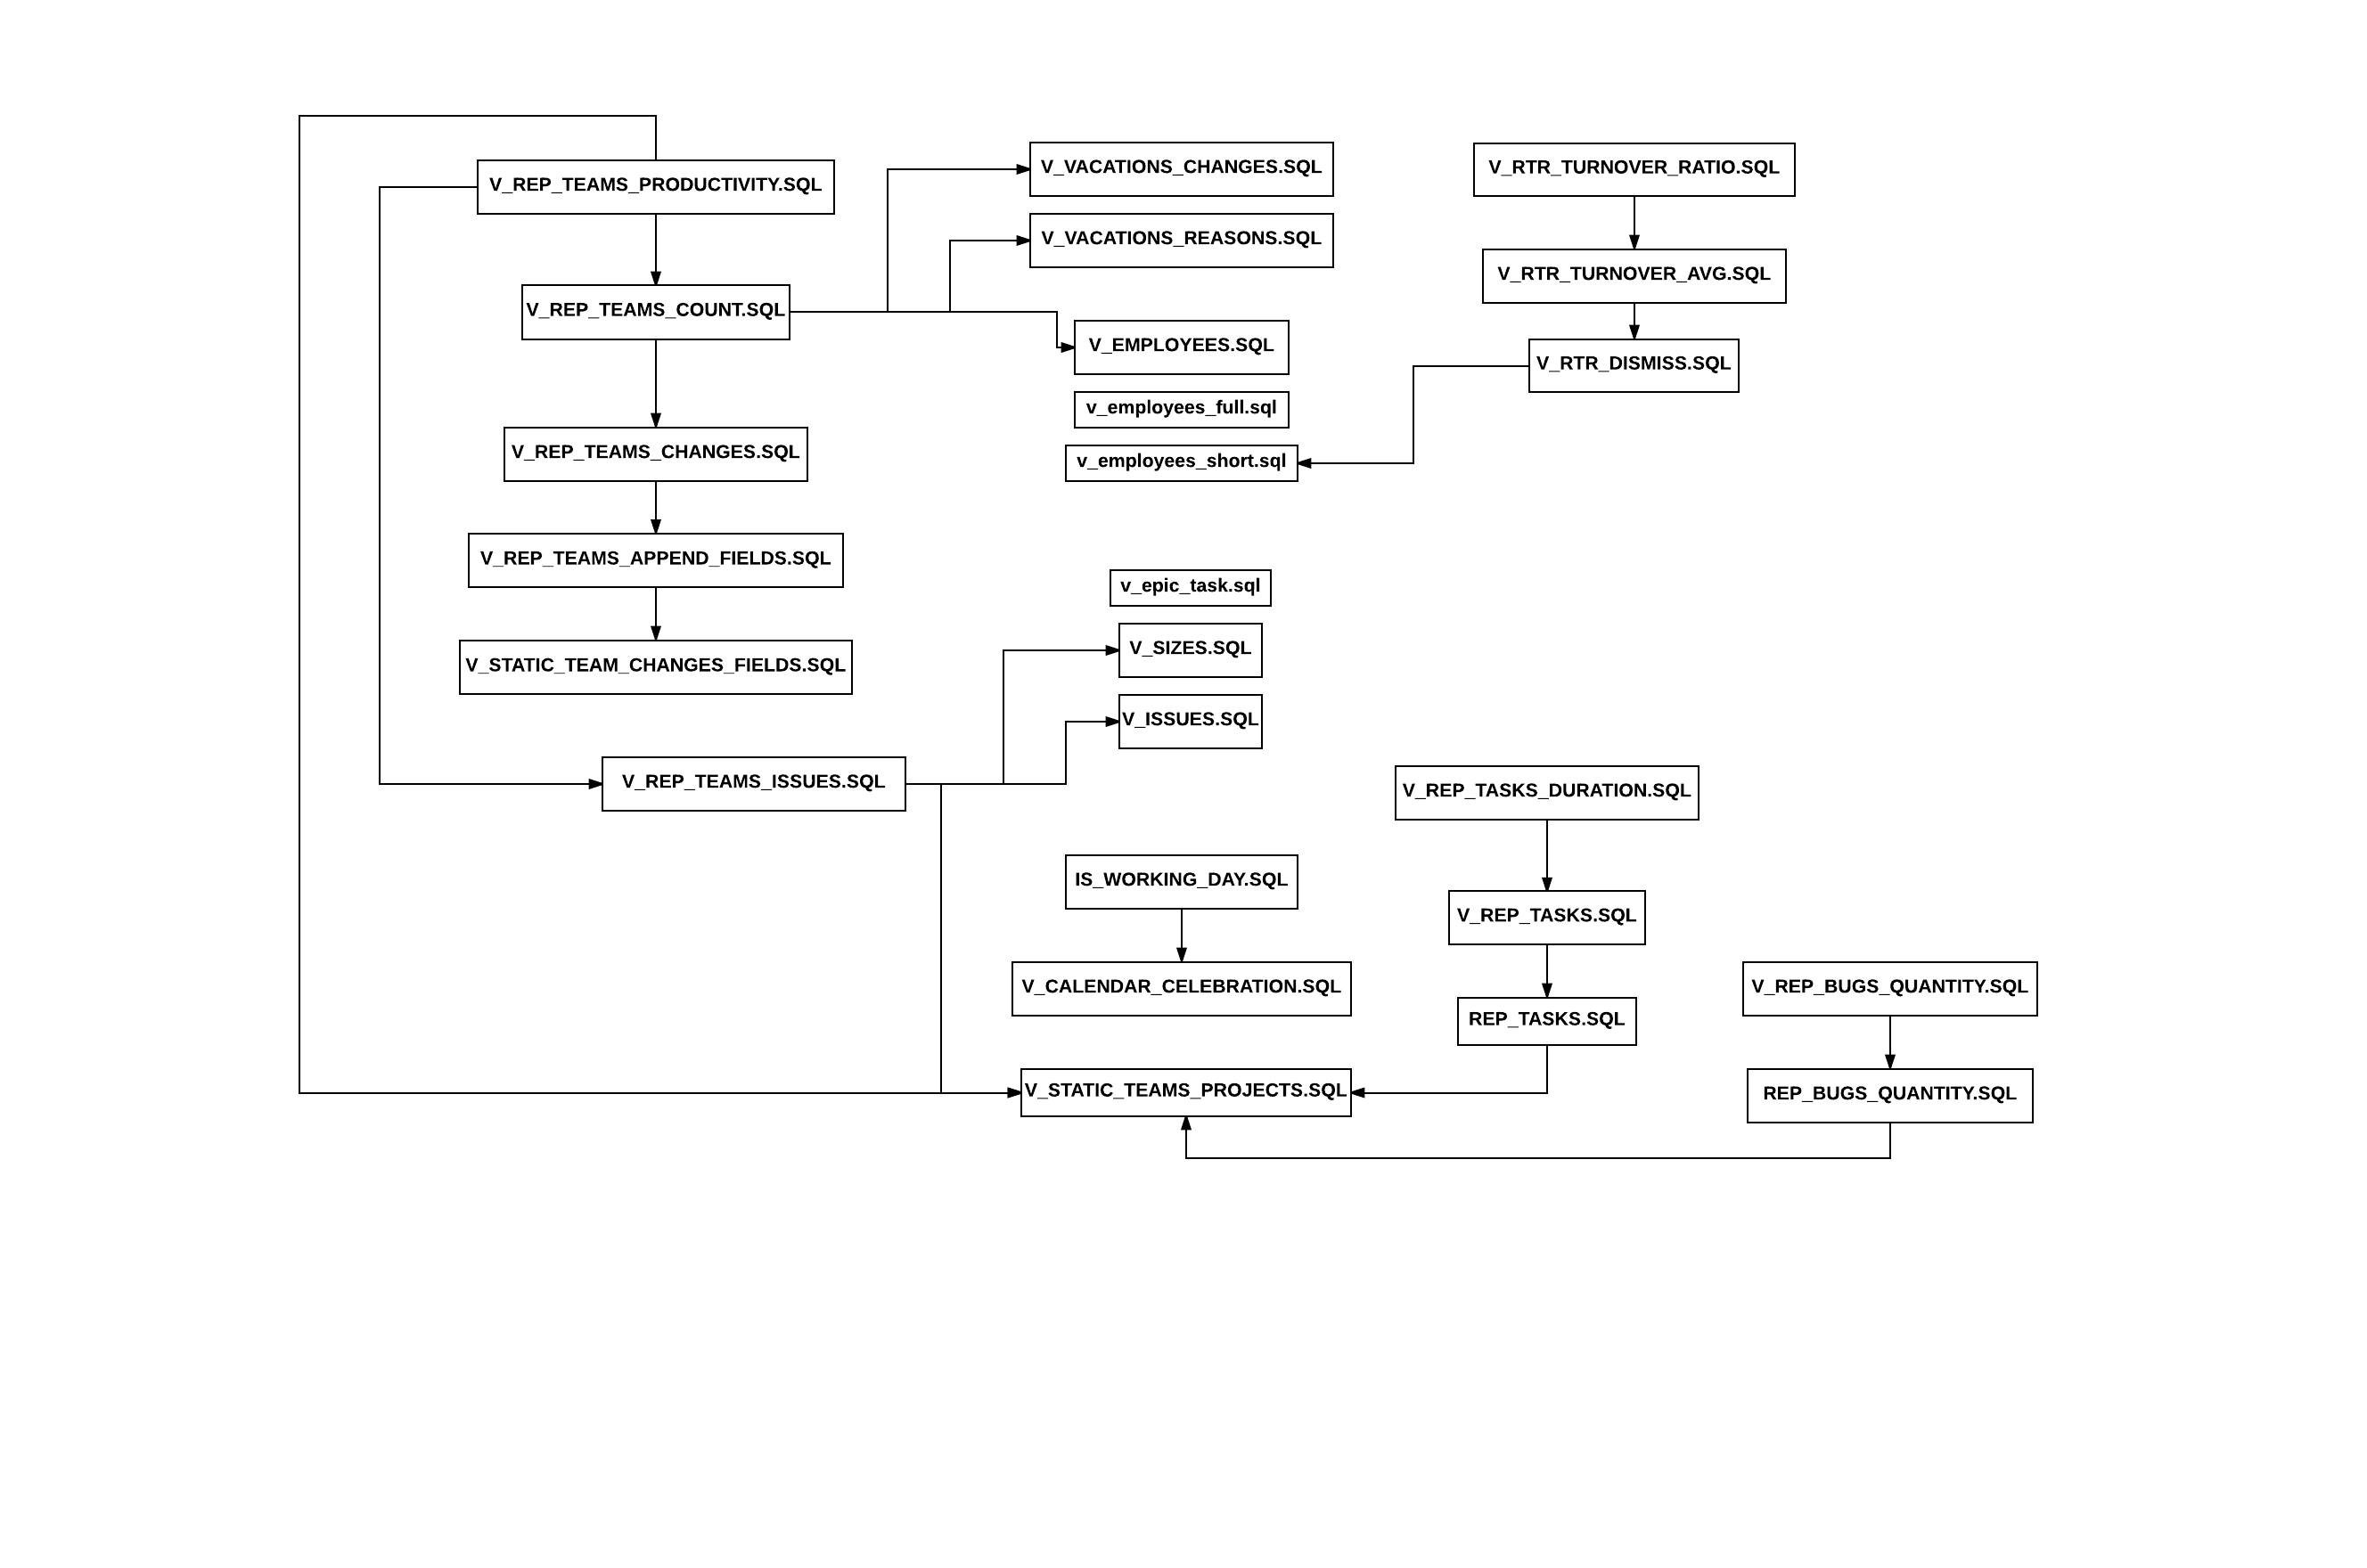 V_REP_TEAMS_PRODUCTIVITY.SQL
V_REP_TEAMS_COUNT.SQL
V_REP_TEAMS_CHANGES.SQL
V_REP_TEAMS_APPEND_FIELDS.SQL
V_STATIC_TEAM_CHANGES_FIELDS.SQL
V_REP_TEAMS_ISSUES.SQL
V_VACATIONS_CHANGES.SQL
V_VACATIONS_REASONS.SQL
V_EMPLOYEES.SQL
v_employees_full.sql
v_employees_short.sql
v_epic_task.sql
V_SIZES.SQL
V_ISSUES.SQL
IS_WORKING_DAY.SQL
V_CALENDAR_CELEBRATION.SQL
V_STATIC_TEAMS_PROJECTS.SQL
V_RTR_TURNOVER_RATIO.SQL
V_RTR_TURNOVER_AVG.SQL
V_RTR_DISMISS.SQL
V_REP_TASKS_DURATION.SQL
V_REP_TASKS.SQL
REP_TASKS.SQL
V_REP_BUGS_QUANTITY.SQL
REP_BUGS_QUANTITY.SQL